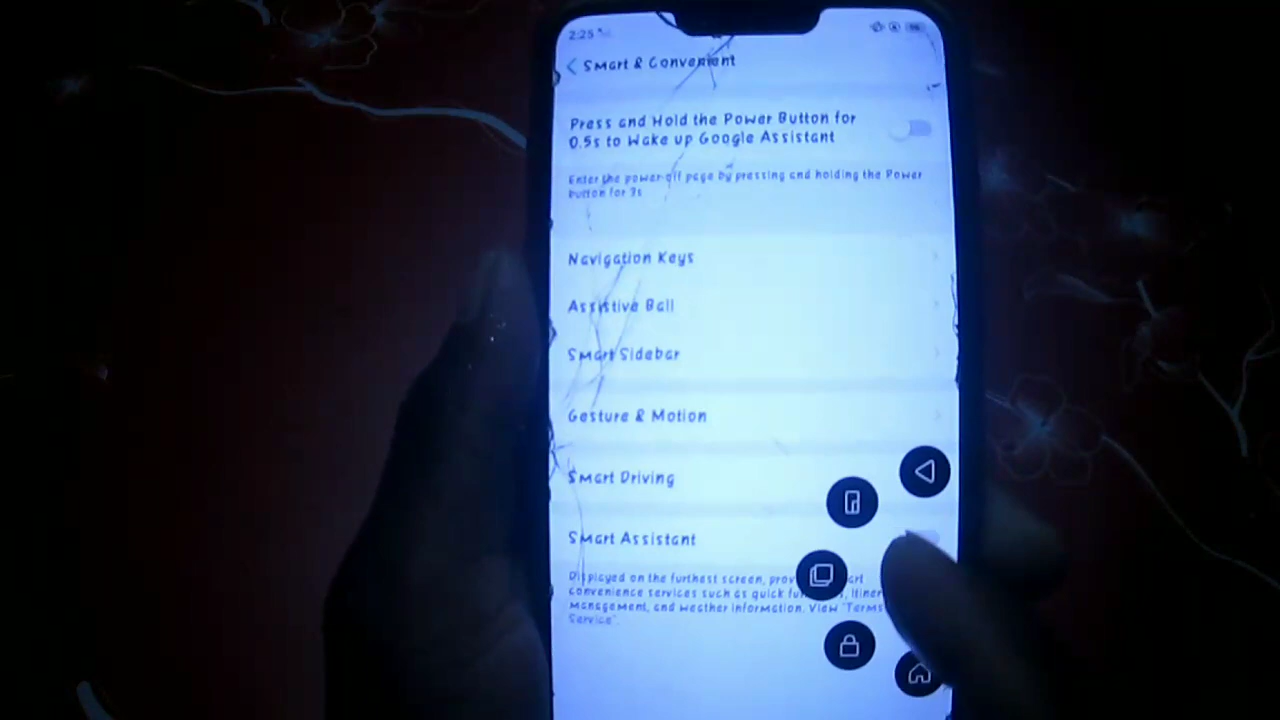 2:25
Smart & Convenient
Press and Hold the Power Button for
0.5s to Wake up Google Assistant
Enter the power-off page by pressing and holding the Power
button for 3s
Navigation Keys
Assistive Ball
Smart Sidebar
Gesture & Motion
Smart Driving
Smart Assistant
Displayed on the furthest screen,
convenience services such as quick
Management, and weather information. View "Terms
Service".